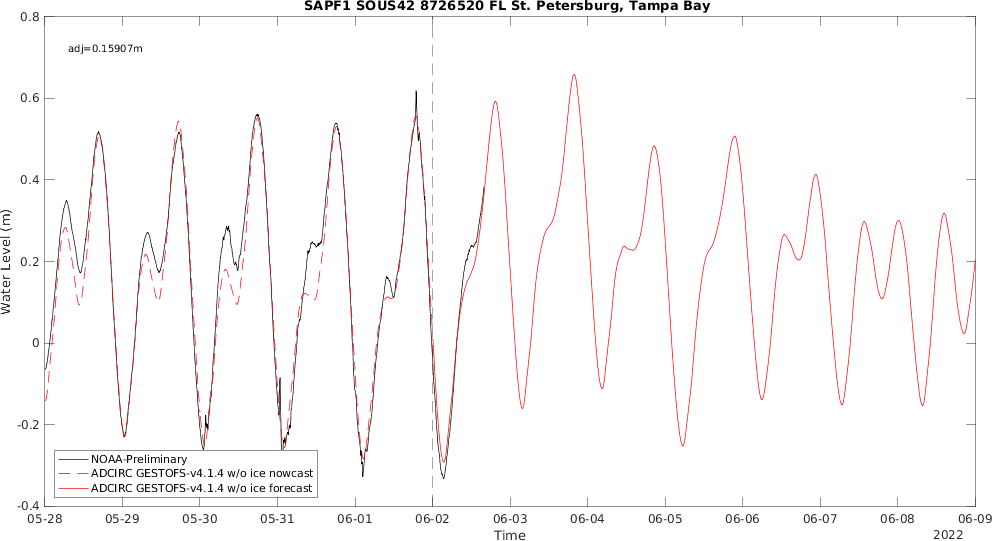 SAPF1 SOUS42 8726520 FL St. Petersburg, Tampa Bay
0.8
adj=0.15907m
0.6
0.4
0.2
0
-0.2
-0.4
Water Level (m)
NOAA-Preliminary
ADCIRC GESTOFS-v4.1.4 w/o ice nowcast
ADCIRC GESTOFS-v4.1.4 w/o ice forecast
05-28 05-29 05-30 05-31 06-01 06-02 06-03 06-04 06-05 06-06 06-07 06-08 06-09
Time
2022